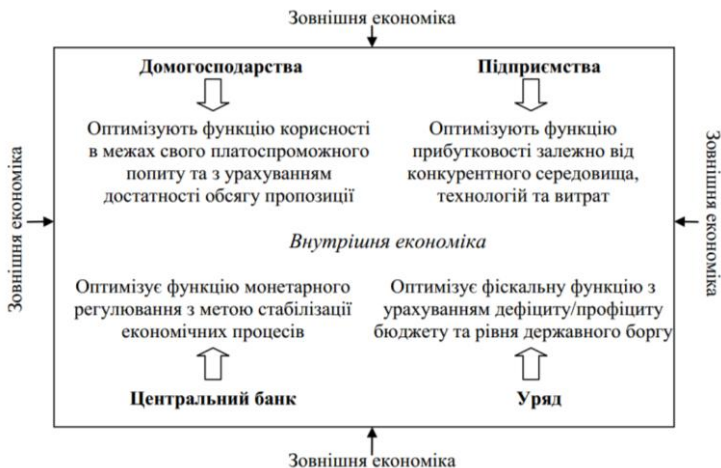 Зовнішня економіка
Домогосподарства
Оптимізують функцію корисності
в межах свого платоспроможного
попиту та з урахуванням
достатності обсягу пропозиції
Підприємства
Оптимізують функцію
прибутковості залежно від
конкурентного середовища,
технологій та витрат
Зовнішня економіка
Внутрішня економіка
Зовнішня економіка
Оптимізує функцію монетарного
регулювання з метою стабілізації
економічних процесів
Центральний банк
Оптимізує фіскальну функцію з
урахуванням дефіциту/профіциту
бюджету та рівня державного боргу
Уряд
Зовнішня економіка